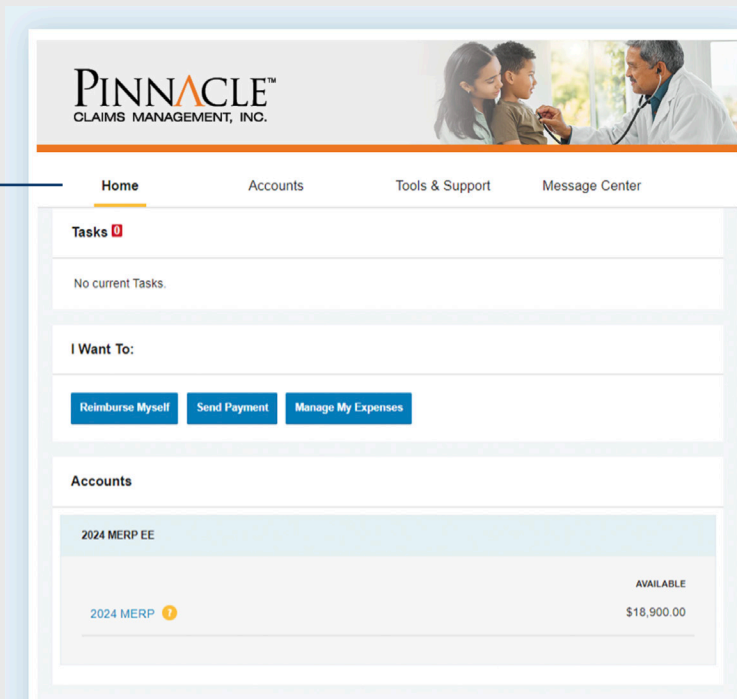 PINNACLE™
CLAIMS MANAGEMENT, INC.
Home Accounts Tools & Support Message Center
Tasks 0
No current Tasks.
I Want To:
Reimburse Myself Send Payment Manage My Expenses
Accounts
2024 MERP EE
AVAILABLE
2024 MERP ? $18,900.00